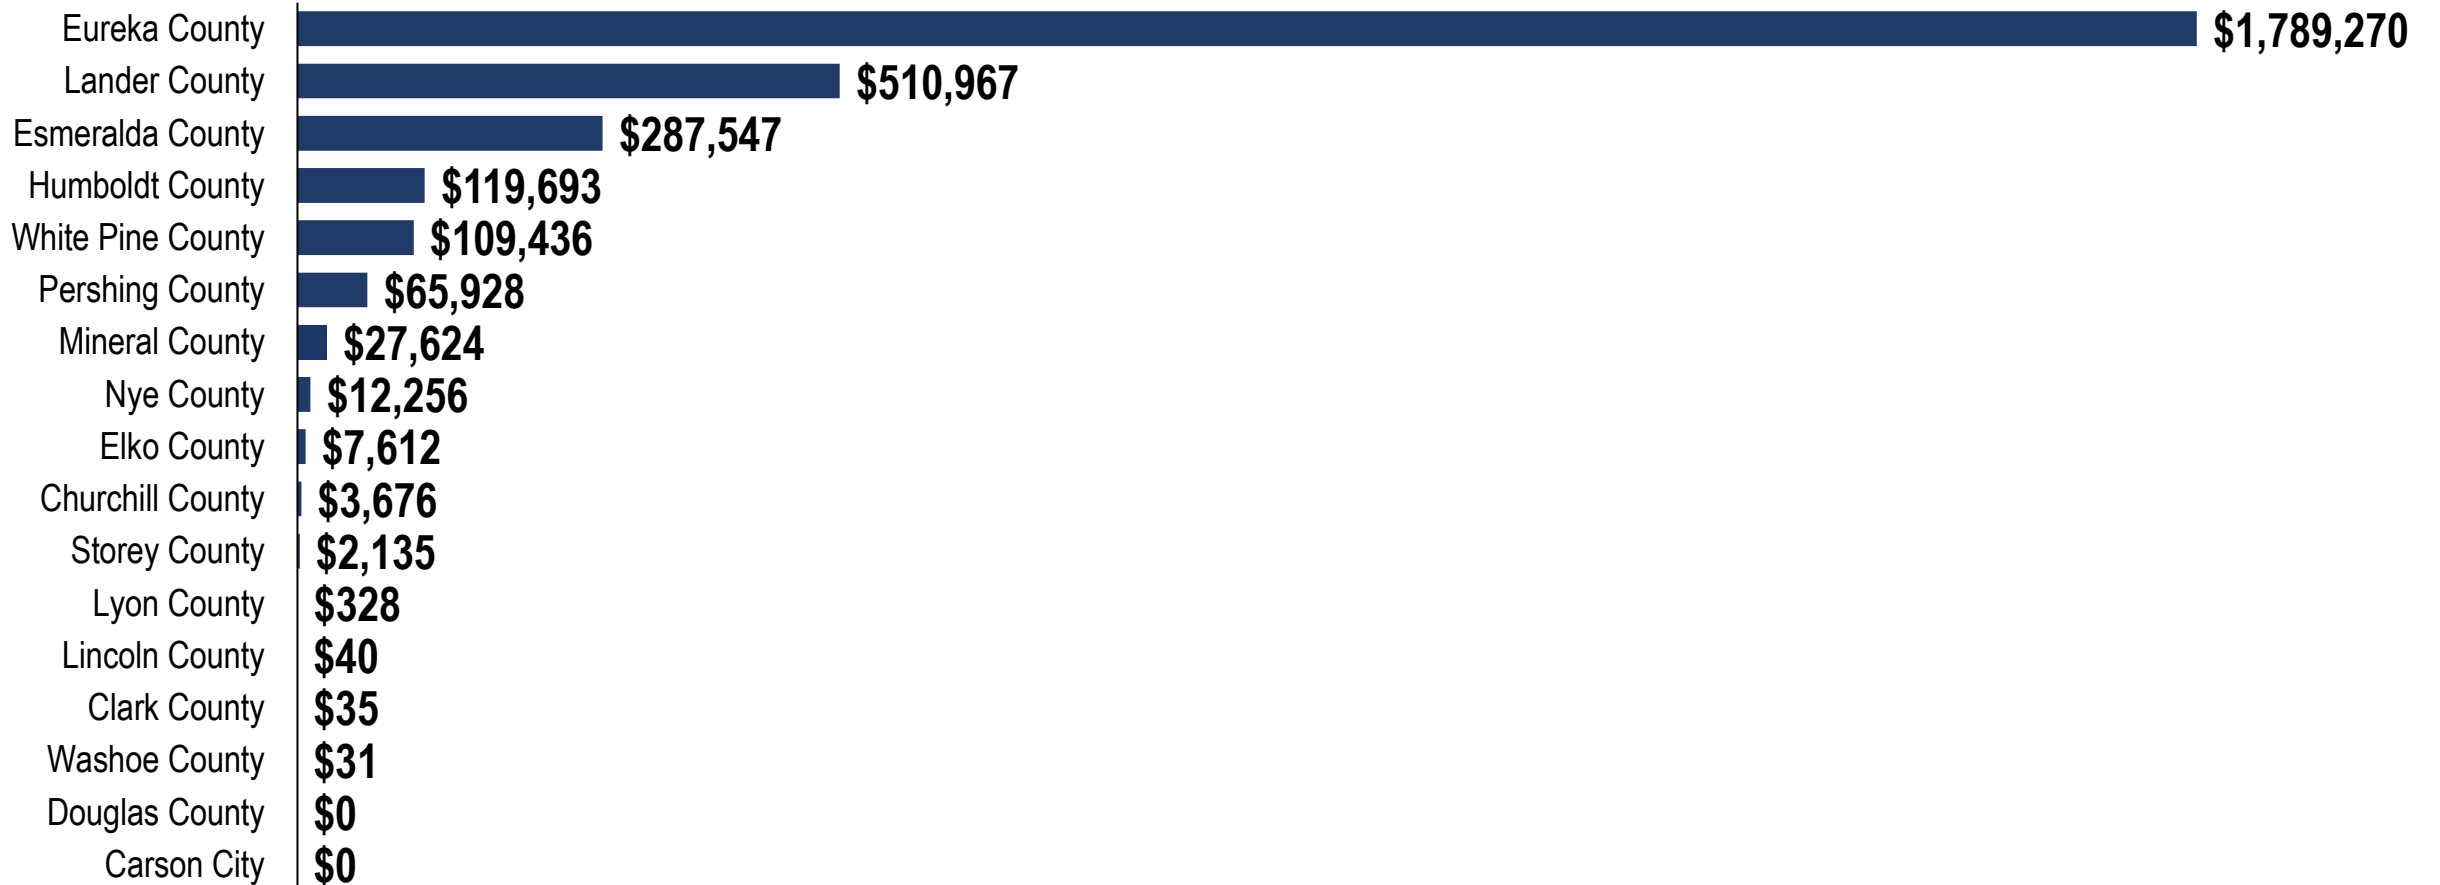 Eureka County $1,789,270
Lander County $510,967
Esmeralda County $287,547
Humboldt County $119,693
White Pine County $109,436
Pershing County $65,928
Mineral County $27,624
Nye County $12,256
Elko County $7,612
Churchill County $3,676
Storey County $2,135
Lyon County $328
Lincoln County $40
Clark County $35
Washoe County $31
Douglas County $0
Carson City $0